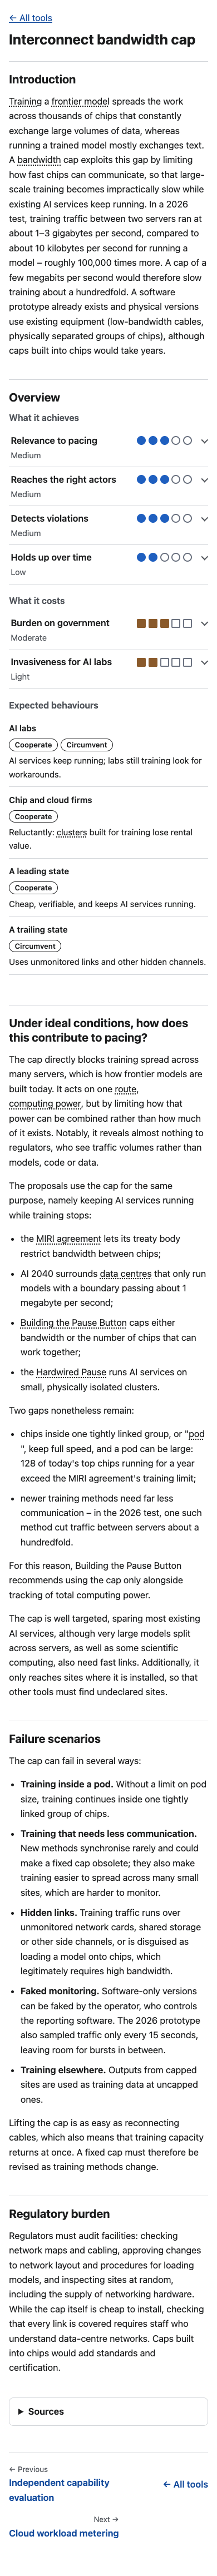 ← All tools
Interconnect bandwidth cap
Introduction
Training a frontier model spreads the work
across thousands of chips that constantly
exchange large volumes of data, whereas
running a trained model mostly exchanges text.
A bandwidth cap exploits this gap by limiting
how fast chips can communicate, so that large-
scale training becomes impractically slow while
existing AI services keep running. In a 2026
test, training traffic between two servers ran at
about 1–3 gigabytes per second, compared to
about 10 kilobytes per second for running a
model – roughly 100,000 times more. A cap of a
few megabits per second would therefore slow
training about a hundredfold. A software
prototype already exists and physical versions
use existing equipment (low-bandwidth cables,
physically separated groups of chips), although
caps built into chips would take years.
Overview
What it achieves
Relevance to pacing
Medium
Reaches the right actors
Medium
Detects violations
Medium
Holds up over time
Low
What it costs
Burden on government
Moderate
Invasiveness for AI labs
Light
Expected behaviours
AI labs
Cooperate Circumvent
AI services keep running; labs still training look for
workarounds.
Chip and cloud firms
Cooperate
Reluctantly: clusters built for training lose rental
value.
A leading state
Cooperate
Cheap, verifiable, and keeps AI services running.
A trailing state
Circumvent
Uses unmonitored links and other hidden channels.
Under ideal conditions, how does
this contribute to pacing?
The cap directly blocks training spread across
many servers, which is how frontier models are
built today. It acts on one route,
computing power, but by limiting how that
power can be combined rather than how much
of it exists. Notably, it reveals almost nothing to
regulators, who see traffic volumes rather than
models, code or data.
The proposals use the cap for the same
purpose, namely keeping AI services running
while training stops:
• the MIRI agreement lets its treaty body
restrict bandwidth between chips;
• AI 2040 surrounds data centres that only run
models with a boundary passing about 1
megabyte per second;
• Building the Pause Button caps either
bandwidth or the number of chips that can
work together;
• the Hardwired Pause runs AI services on
small, physically isolated clusters.
Two gaps nonetheless remain:
• chips inside one tightly linked group, or "pod
", keep full speed, and a pod can be large:
128 of today's top chips running for a year
exceed the MIRI agreement's training limit;
• newer training methods need far less
communication – in the 2026 test, one such
method cut traffic between servers about a
hundredfold.
For this reason, Building the Pause Button
recommends using the cap only alongside
tracking of total computing power.
The cap is well targeted, sparing most existing
AI services, although very large models split
across servers, as well as some scientific
computing, also need fast links. Additionally, it
only reaches sites where it is installed, so that
other tools must find undeclared sites.
Failure scenarios
The cap can fail in several ways:
• Training inside a pod. Without a limit on pod
size, training continues inside one tightly
linked group of chips.
• Training that needs less communication.
New methods synchronise rarely and could
make a fixed cap obsolete; they also make
training easier to spread across many small
sites, which are harder to monitor.
• Hidden links. Training traffic runs over
unmonitored network cards, shared storage
or other side channels, or is disguised as
loading a model onto chips, which
legitimately requires high bandwidth.
• Faked monitoring. Software-only versions
can be faked by the operator, who controls
the reporting software. The 2026 prototype
also sampled traffic only every 15 seconds,
leaving room for bursts in between.
• Training elsewhere. Outputs from capped
sites are used as training data at uncapped
ones.
Lifting the cap is as easy as reconnecting
cables, which also means that training capacity
returns at once. A fixed cap must therefore be
revised as training methods change.
Regulatory burden
Regulators must audit facilities: checking
network maps and cabling, approving changes
to network layout and procedures for loading
models, and inspecting sites at random,
including the supply of networking hardware.
While the cap itself is cheap to install, checking
that every link is covered requires staff who
understand data-centre networks. Caps built
into chips would add standards and
certification.
▶ Sources
← Previous
Independent capability
evaluation
← All tools
Next →
Cloud workload metering